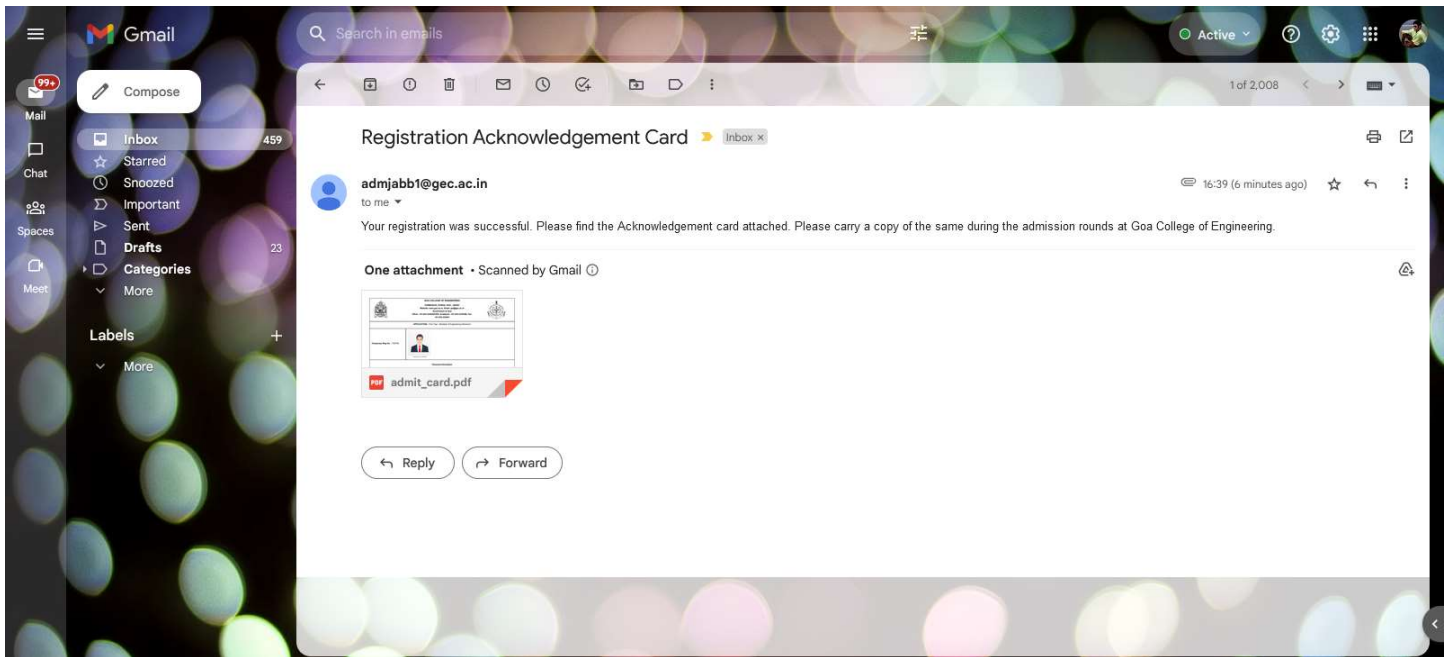 Gmail
Search in emails
Active
99+
Mail
Chat
Spaces
Meet
Compose
Inbox 459
Starred
Snoozed
Important
Sent
Drafts 23
Categories
More
Labels
More
1 of 2,008
Registration Acknowledgement Card Inbox ×
admjabb1@gec.ac.in
16:39 (6 minutes ago)
to me
Your registration was successful. Please find the Acknowledgement card attached. Please carry a copy of the same during the admission rounds at Goa College of Engineering.
One attachment • Scanned by Gmail
PDF admit_card.pdf
Reply Forward